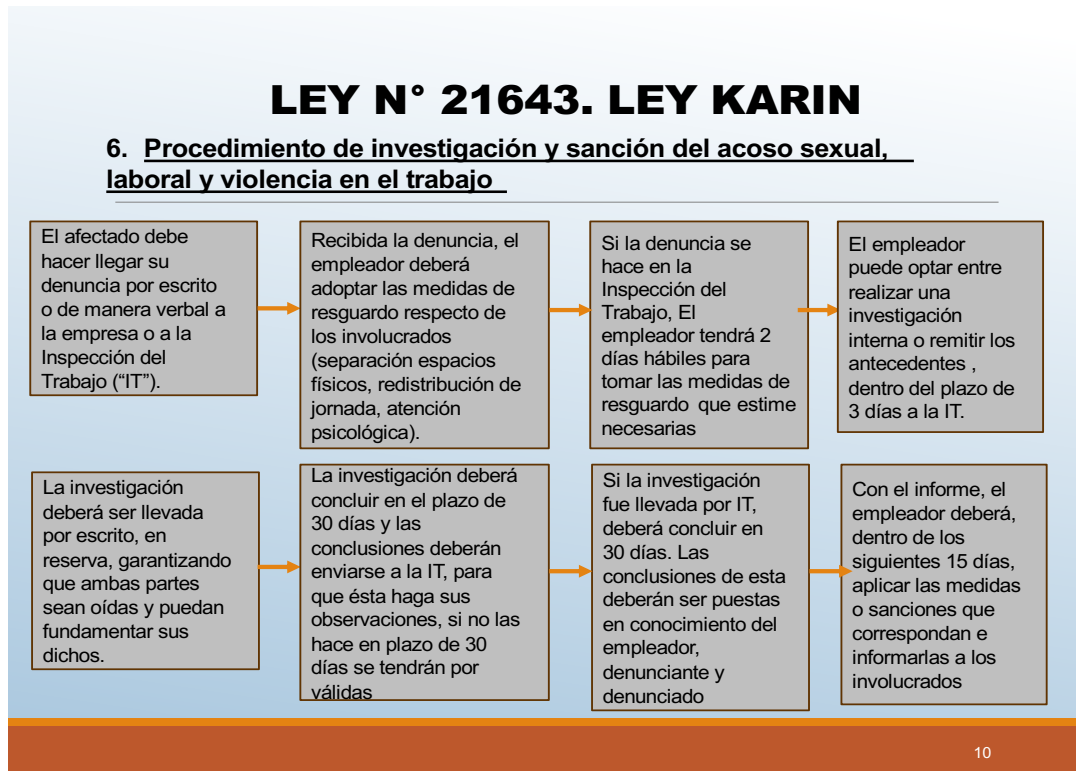 LEY N° 21643. LEY KARIN
6. Procedimiento de investigación y sanción del acoso sexual,
laboral y violencia en el trabajo
El afectado debe
hacer llegar su
denuncia por escrito
o de manera verbal a
la empresa o a la
Inspección del
Trabajo (“IT”).
Recibida la denuncia, el
empleador deberá
adoptar las medidas de
resguardo respecto de
los involucrados
(separación espacios
físicos, redistribución de
jornada, atención
psicológica).
Si la denuncia se
hace en la
Inspección del
Trabajo, El
empleador tendrá 2
días hábiles para
tomar las medidas de
resguardo que estime
necesarias
El empleador
puede optar entre
realizar una
investigación
interna o remitir los
antecedentes ,
dentro del plazo de
3 días a la IT.
La investigación
deberá ser llevada
por escrito, en
reserva, garantizando
que ambas partes
sean oídas y puedan
fundamentar sus
dichos.
La investigación deberá
concluir en el plazo de
30 días y las
conclusiones deberán
enviarse a la IT, para
que ésta haga sus
observaciones, si no las
hace en plazo de 30
días se tendrán por
válidas
Si la investigación
fue llevada por IT,
deberá concluir en
30 días. Las
conclusiones de esta
deberán ser puestas
en conocimiento del
empleador,
denunciante y
denunciado
Con el informe, el
empleador deberá,
dentro de los
siguientes 15 días,
aplicar las medidas
o sanciones que
correspondan e
informarlas a los
involucrados
10